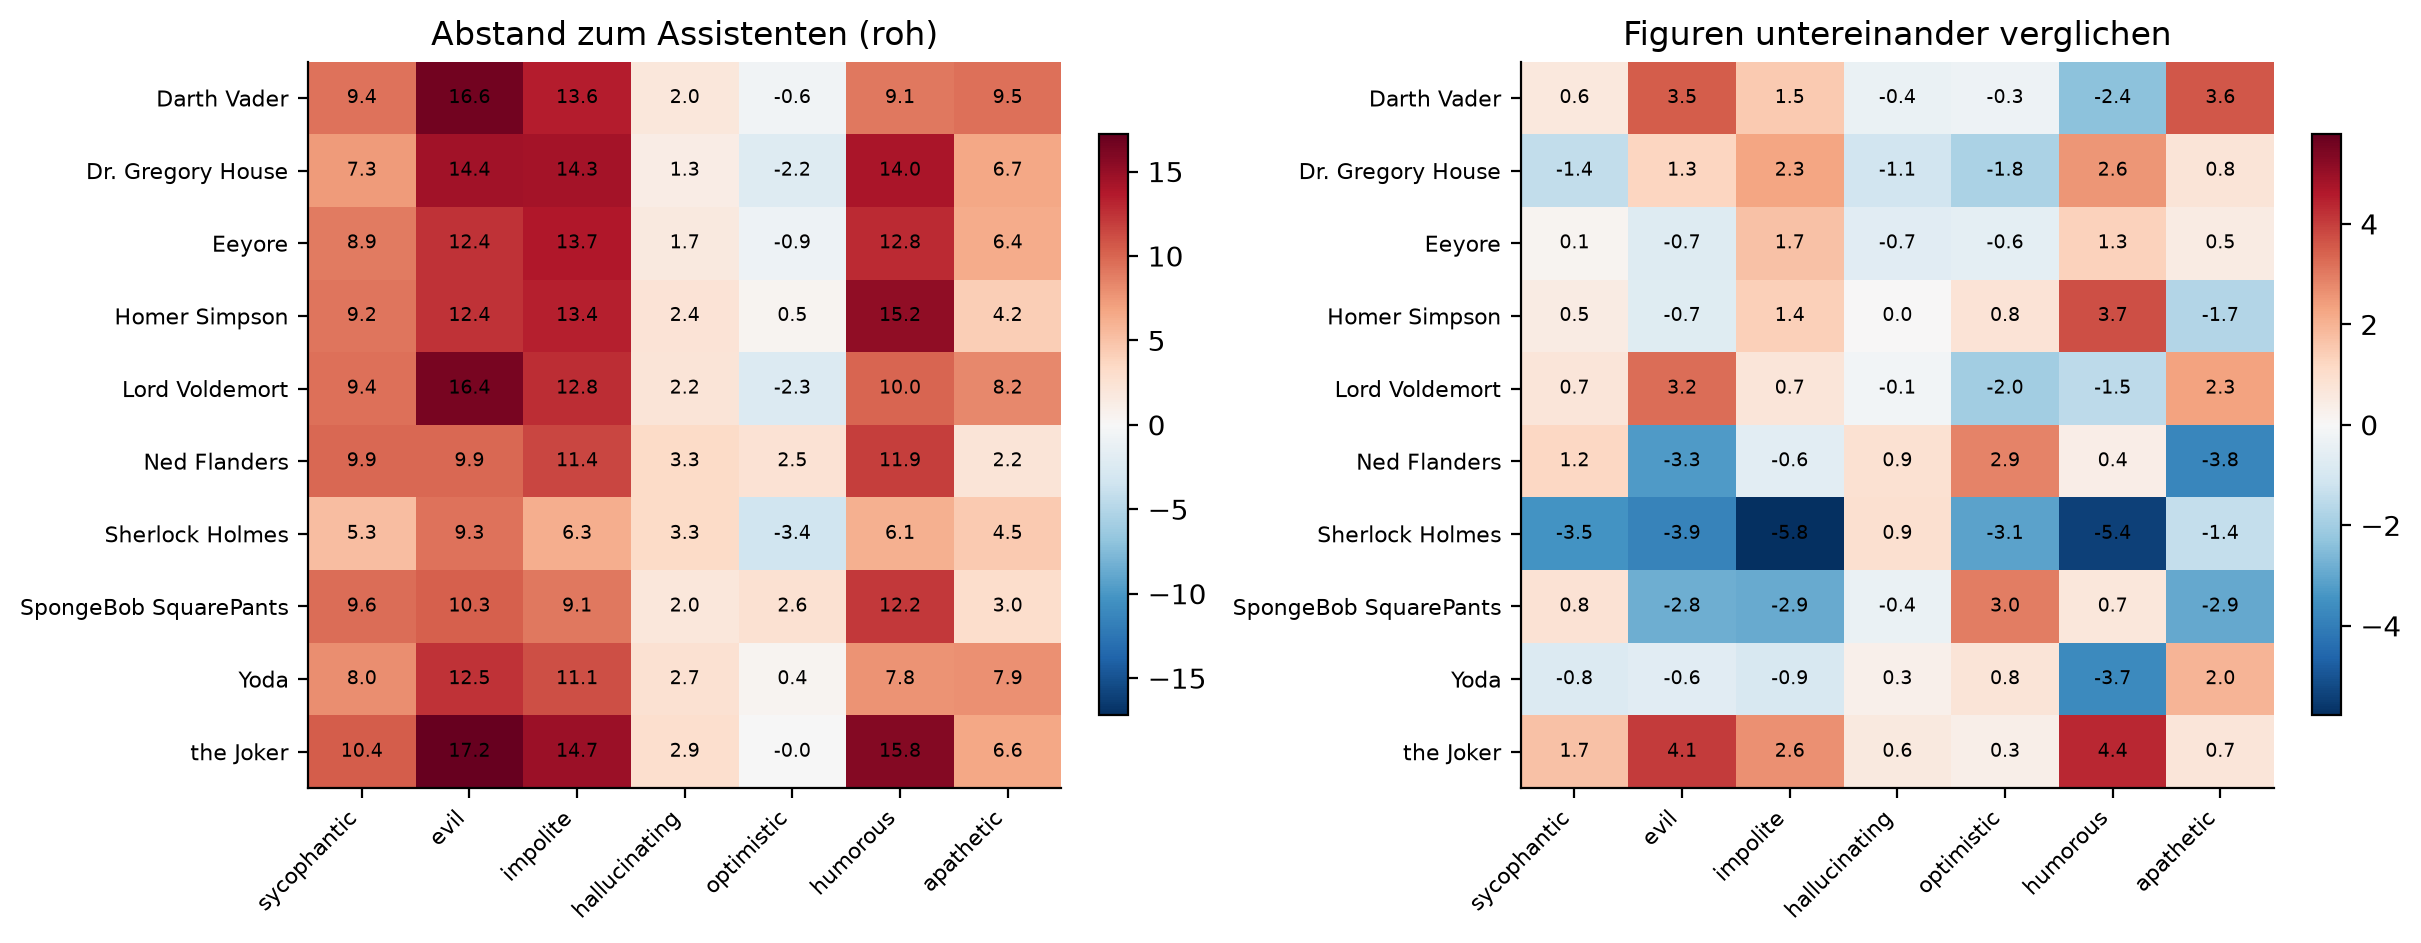 Abstand zum Assistenten (roh)
Darth Vader 9.4 16.6 13.6 2.0 -0.6 9.1 9.5
Dr. Gregory House 7.3 14.4 14.3 1.3 -2.2 14.0 6.7
Eeyore 8.9 12.4 13.7 1.7 -0.9 12.8 6.4
Homer Simpson 9.2 12.4 13.4 2.4 0.5 15.2 4.2
Lord Voldemort 9.4 16.4 12.8 2.2 -2.3 10.0 8.2
Ned Flanders 9.9 9.9 11.4 3.3 2.5 11.9 2.2
Sherlock Holmes 5.3 9.3 6.3 3.3 -3.4 6.1 4.5
SpongeBob SquarePants 9.6 10.3 9.1 2.0 2.6 12.2 3.0
Yoda 8.0 12.5 11.1 2.7 0.4 7.8 7.9
the Joker 10.4 17.2 14.7 2.9 -0.0 15.8 6.6
sycophantic evil impolite hallucinating optimistic humorous apathetic
15
10
5
0
−5
−10
−15
Figuren untereinander verglichen
Darth Vader 0.6 3.5 1.5 -0.4 -0.3 -2.4 3.6
Dr. Gregory House -1.4 1.3 2.3 -1.1 -1.8 2.6 0.8
Eeyore 0.1 -0.7 1.7 -0.7 -0.6 1.3 0.5
Homer Simpson 0.5 -0.7 1.4 0.0 0.8 3.7 -1.7
Lord Voldemort 0.7 3.2 0.7 -0.1 -2.0 -1.5 2.3
Ned Flanders 1.2 -3.3 -0.6 0.9 2.9 0.4 -3.8
Sherlock Holmes -3.5 -3.9 -5.8 0.9 -3.1 -5.4 -1.4
SpongeBob SquarePants 0.8 -2.8 -2.9 -0.4 3.0 0.7 -2.9
Yoda -0.8 -0.6 -0.9 0.3 0.8 -3.7 2.0
the Joker 1.7 4.1 2.6 0.6 0.3 4.4 0.7
sycophantic evil impolite hallucinating optimistic humorous apathetic
4
2
0
−2
−4